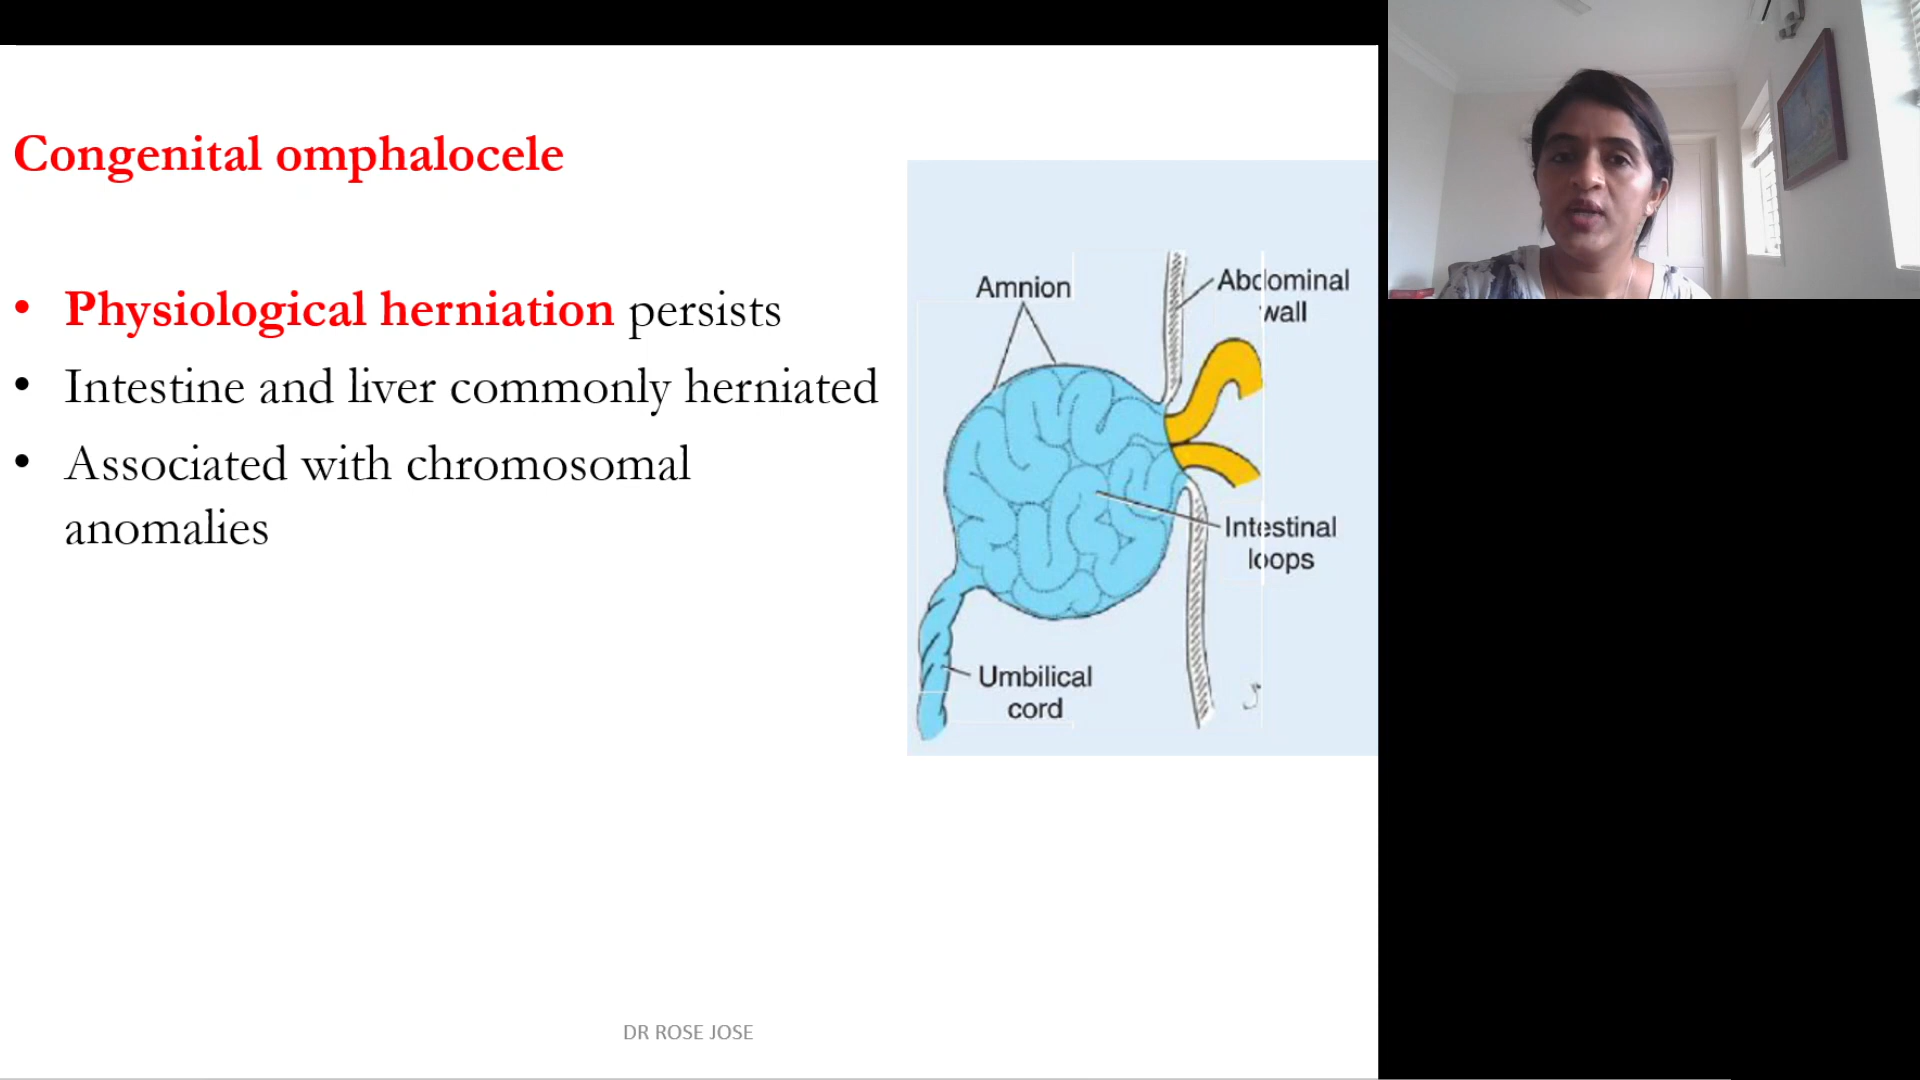 Congenital omphalocele
• Physiological herniation persists
• Intestine and liver commonly herniated
• Associated with chromosomal
anomalies
Amnion
Abdominal
wall
Intestinal
loops
Umbilical
cord
DR ROSE JOSE